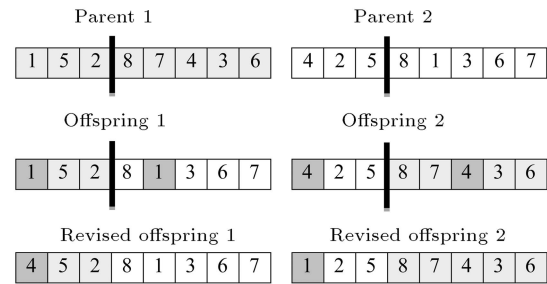 Parent 1 Parent 2
1 5 2 8 7 4 3 6 4 2 5 8 1 3 6 7
Offspring 1 Offspring 2
1 5 2 8 1 3 6 7 4 2 5 8 7 4 3 6
Revised offspring 1 Revised offspring 2
4 5 2 8 1 3 6 7 1 2 5 8 7 4 3 6